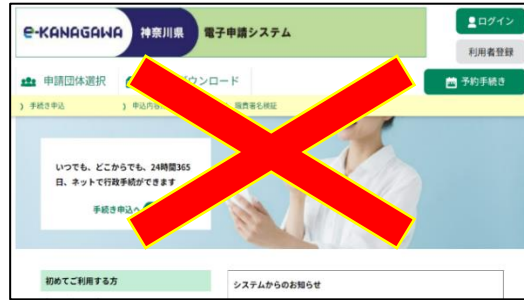 e-KANAGAWA 神奈川県 電子申請システム
ログイン
利用者登録
申請団体選択 ウンロード
予約手続き
手続き申込 申込内容 職責署名検証
いつでも、どこからでも、24時間365
日、ネットで行政手続ができます
手続き申込へ
初めてご利用する方
システムからのお知らせ